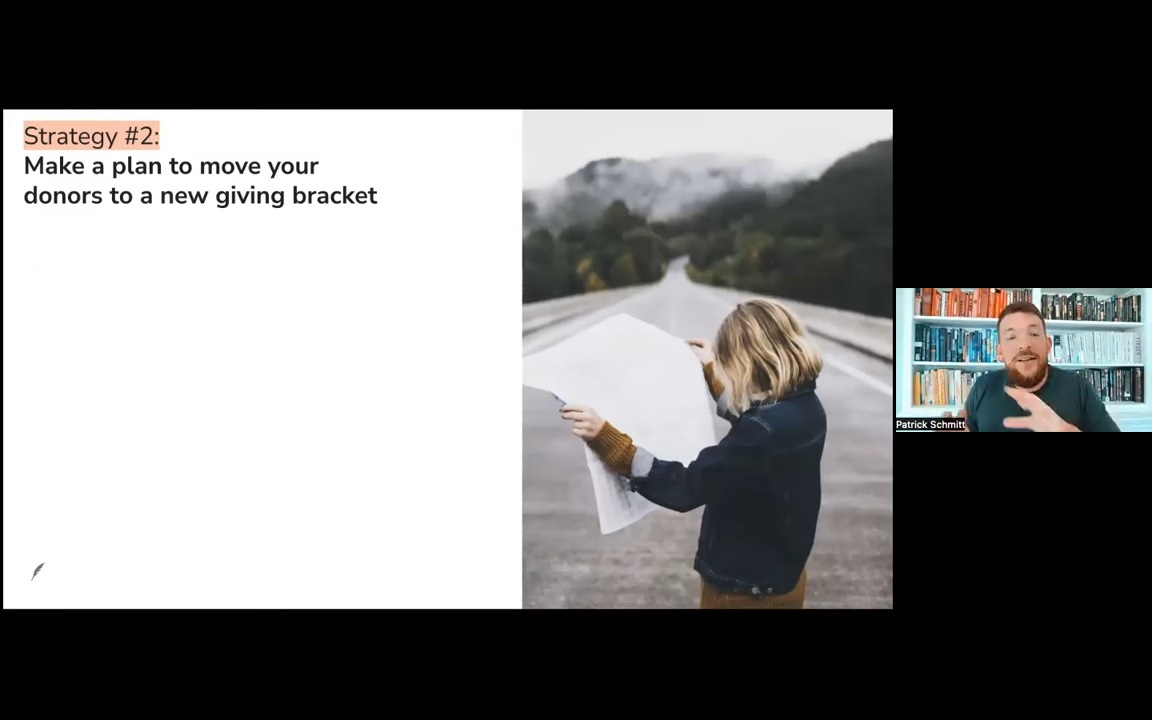 Strategy #2:
Make a plan to move your
donors to a new giving bracket
Patrick Schmitt